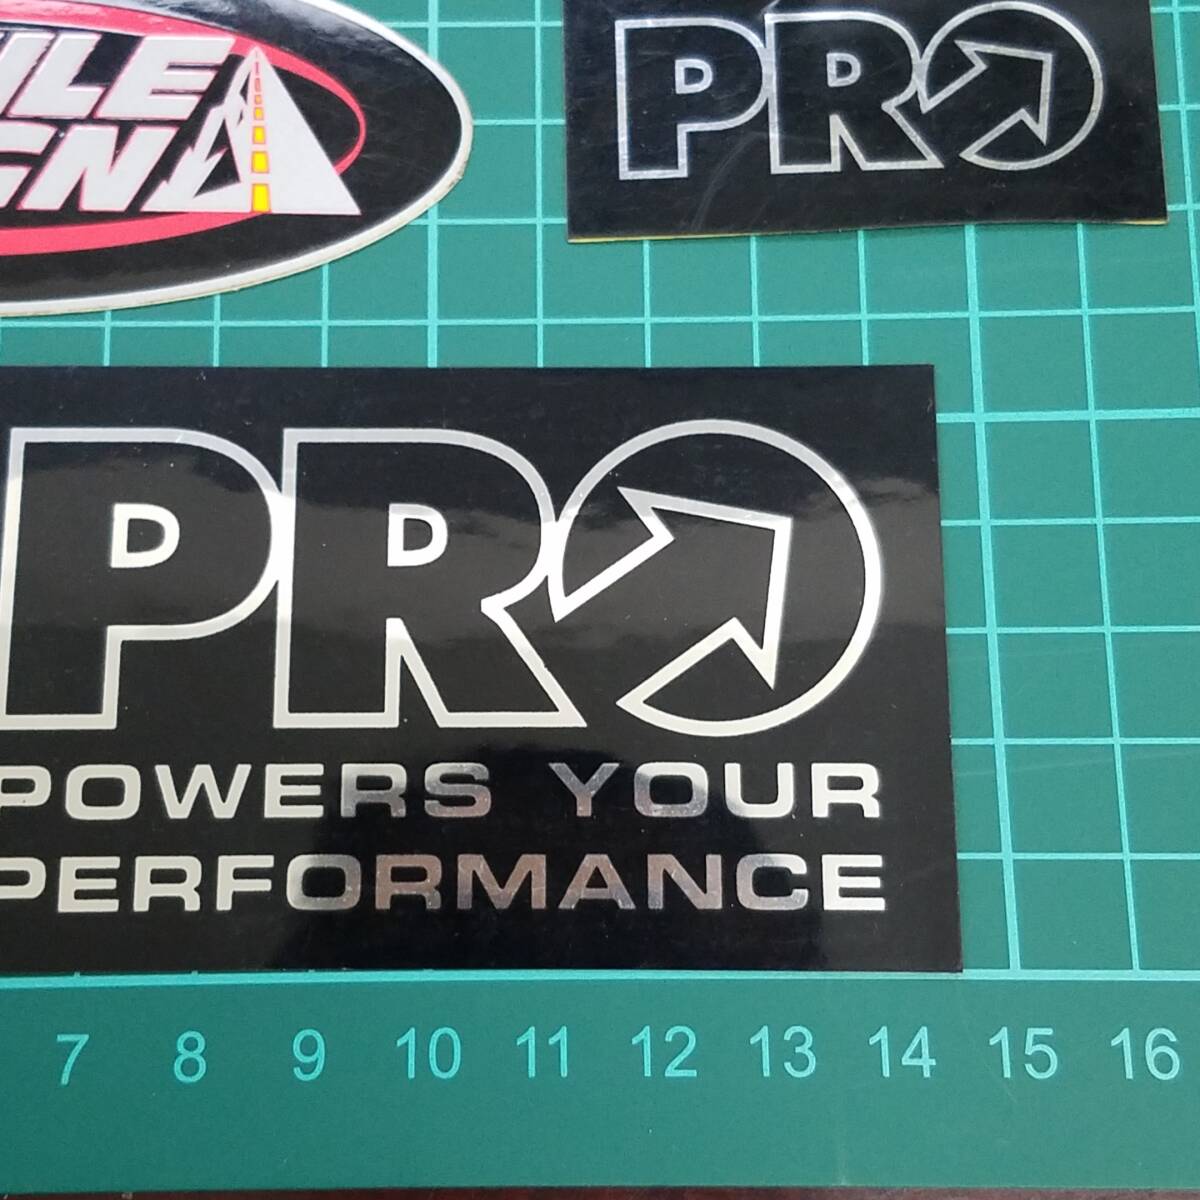 PRO
PRO
POWERS YOUR
PERFORMANCE
7 8 9 10 11 12 13 14 15 16